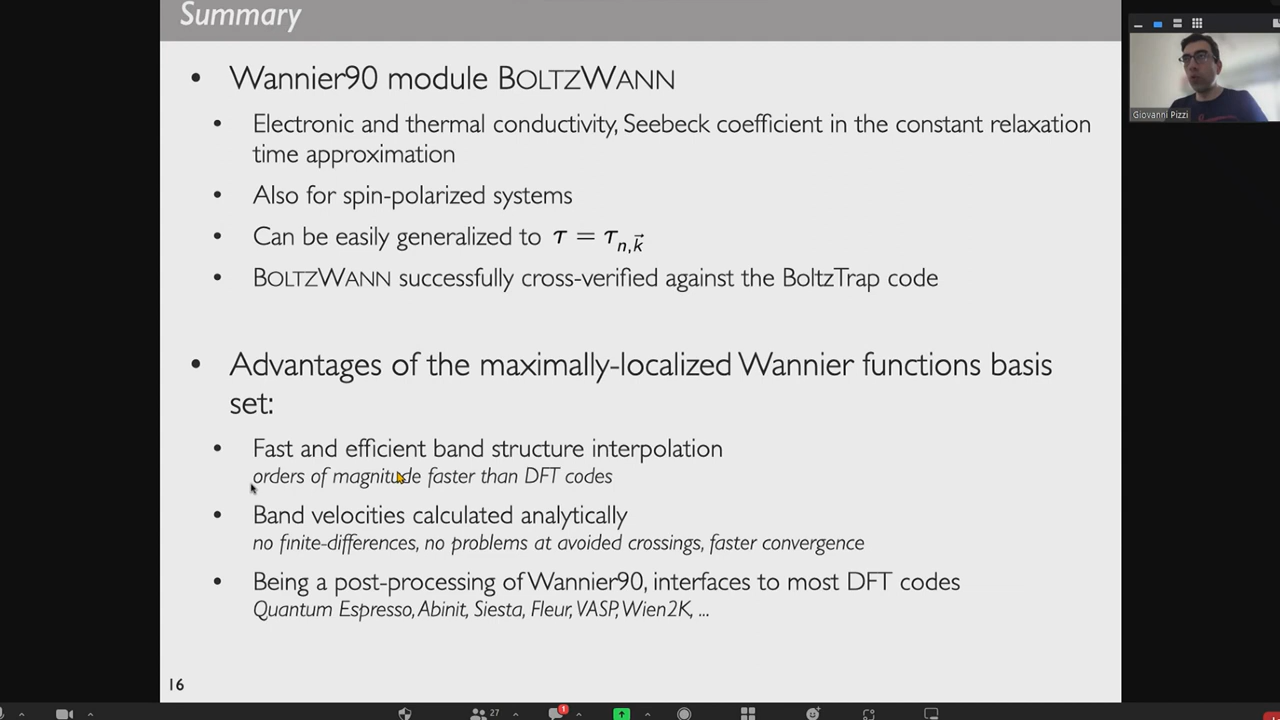 Summary
• Wannier90 module BOLTZWANN
• Electronic and thermal conductivity, Seebeck coefficient in the constant relaxation
time approximation
• Also for spin-polarized systems
• Can be easily generalized to τ = τn,k⃗
• BOLTZWANN successfully cross-verified against the BoltzTrap code
• Advantages of the maximally-localized Wannier functions basis
set:
• Fast and efficient band structure interpolation
orders of magnitude faster than DFT codes
• Band velocities calculated analytically
no finite-differences, no problems at avoided crossings, faster convergence
• Being a post-processing of Wannier90, interfaces to most DFT codes
Quantum Espresso, Abinit, Siesta, Fleur, VASP, Wien2K, ...
16
Giovanni Pizzi
27
1